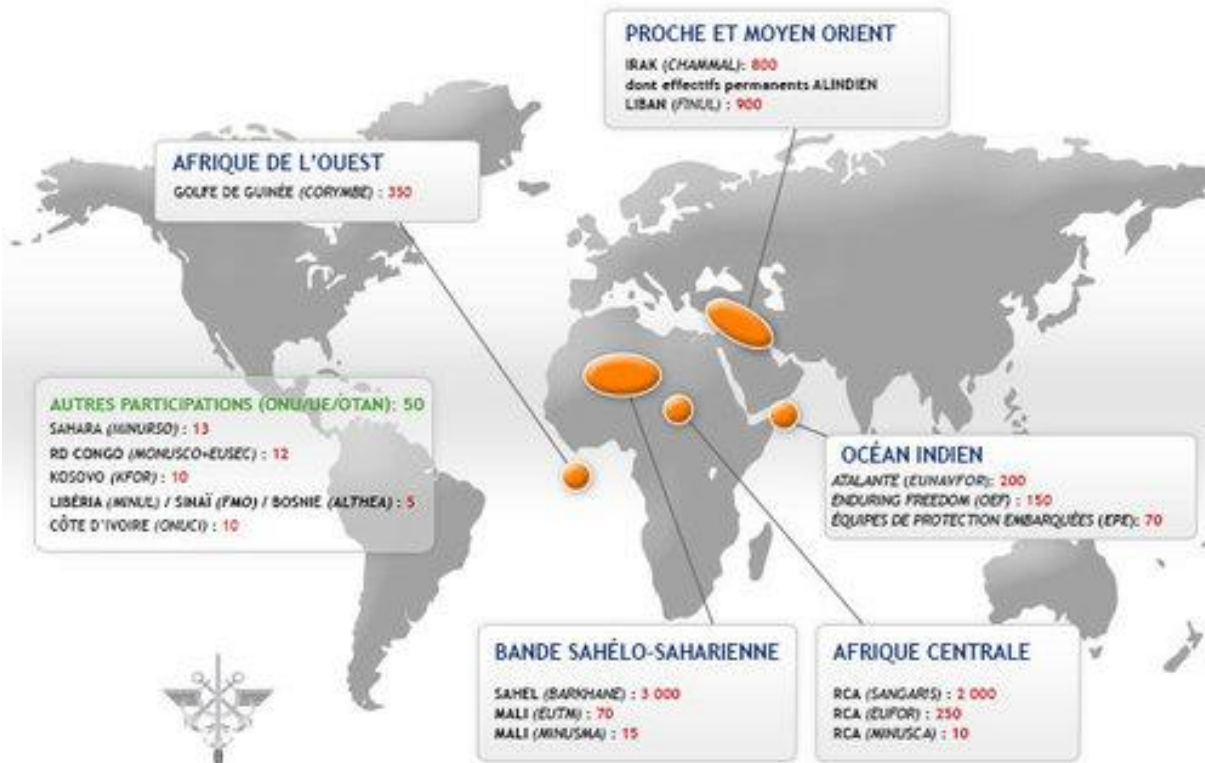 PROCHE ET MOYEN ORIENT
IRAK (CHAMMAL): 800
dont effectifs permanents ALINDIEN
LIBAN (FINUL) : 900
AFRIQUE DE L'OUEST
GOLFE DE GUINÉE (CORYMBE) : 350
AUTRES PARTICIPATIONS (ONU/UE/OTAN): 50
SAHARA (MINURSO) : 13
RD CONGO (MONUSCO+EUSEC) : 12
KOSOVO (KFOR) : 10
LIBÉRIA (MINUL) / SINAÏ (FMO) / BOSNIE (ALTHEA) : 5
CÔTE D'IVOIRE (ONUCI) : 10
OCÉAN INDIEN
ATALANTE (EUNAVFOR): 200
ENDURING FREEDOM (OEF) : 150
ÉQUIPES DE PROTECTION EMBARQUÉES (EPE): 70
BANDE SAHÉLO-SAHARIENNE
SAHEL (BARKHANE) : 3 000
MALI (EUTM) : 70
MALI (MINUSMA) : 15
AFRIQUE CENTRALE
RCA (SANGARIS) : 2 000
RCA (EUFOR) : 250
RCA (MINUSCA) : 10